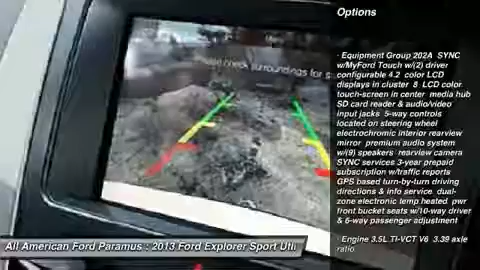 Options
· Equipment Group 202A  SYNC
w/MyFord Touch w/(2) driver
configurable 4.2  color LCD
displays in cluster  8  LCD color
touch-screen in center  media hub
SD card reader & audio/video
input jacks  5-way controls
located on steering wheel
electrochromic interior rearview
mirror  premium audio system
w/(9) speakers  rearview camera
SYNC services 3-year prepaid
subscription w/traffic reports
GPS based turn-by-turn driving
directions & info service  dual-
zone electronic temp heated  pwr
front bucket seats w/10-way driver
& 6-way passenger adjustment
· Engine 3.5L Ti-VCT V6  3.39 axle
ratio
check surroundings for s
All American Ford Paramus : 2013 Ford Explorer Sport Util